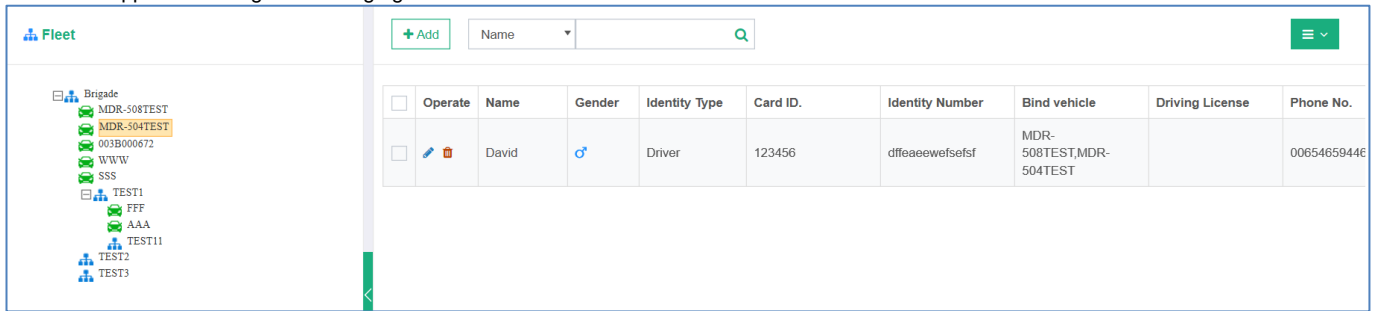 Fleet
Brigade
MDR-508TEST
MDR-504TEST
003B000672
WWW
SSS
TEST1
FFF
AAA
TEST11
TEST2
TEST3
Add Name
Operate Name Gender Identity Type Card ID. Identity Number Bind vehicle Driving License Phone No.
David Driver 123456 dffeaeewefsefsf MDR-
508TEST,MDR-
504TEST 00654659446